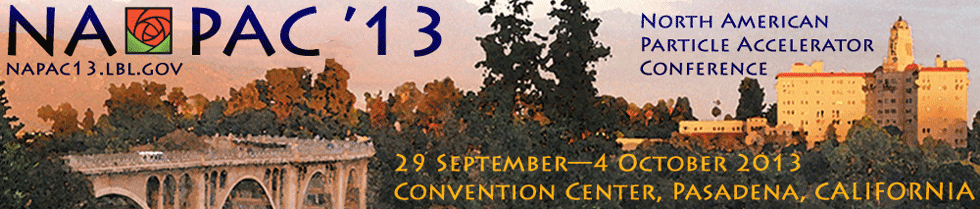 NA PAC '13
NAPAC13.LBL.GOV
North American
Particle Accelerator
Conference
29 September—4 October 2013
Convention Center, Pasadena, CALIFORNIA